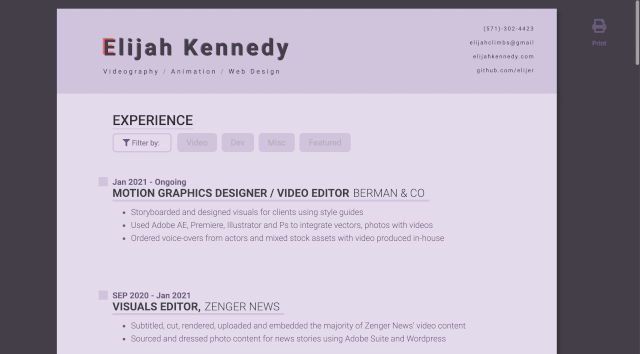 Elijah Kennedy
Videography / Animation / Web Design
(571)-302-4423
elijahclimbs@gmail
elijahkennedy.com
github.com/elijer
Print
EXPERIENCE
Filter by:
Video
Dev
Misc
Featured
Jan 2021 - Ongoing
MOTION GRAPHICS DESIGNER / VIDEO EDITOR BERMAN & CO
• Storyboarded and designed visuals for clients using style guides
• Used Adobe AE, Premiere, Illustrator and Ps to integrate vectors, photos with videos
• Ordered voice-overs from actors and mixed stock assets with video produced in-house
SEP 2020 - Jan 2021
VISUALS EDITOR, ZENGER NEWS
• Subtitled, cut, rendered, uploaded and embedded the majority of Zenger News' video content
• Sourced and dressed photo content for news stories using Adobe Suite and Wordpress